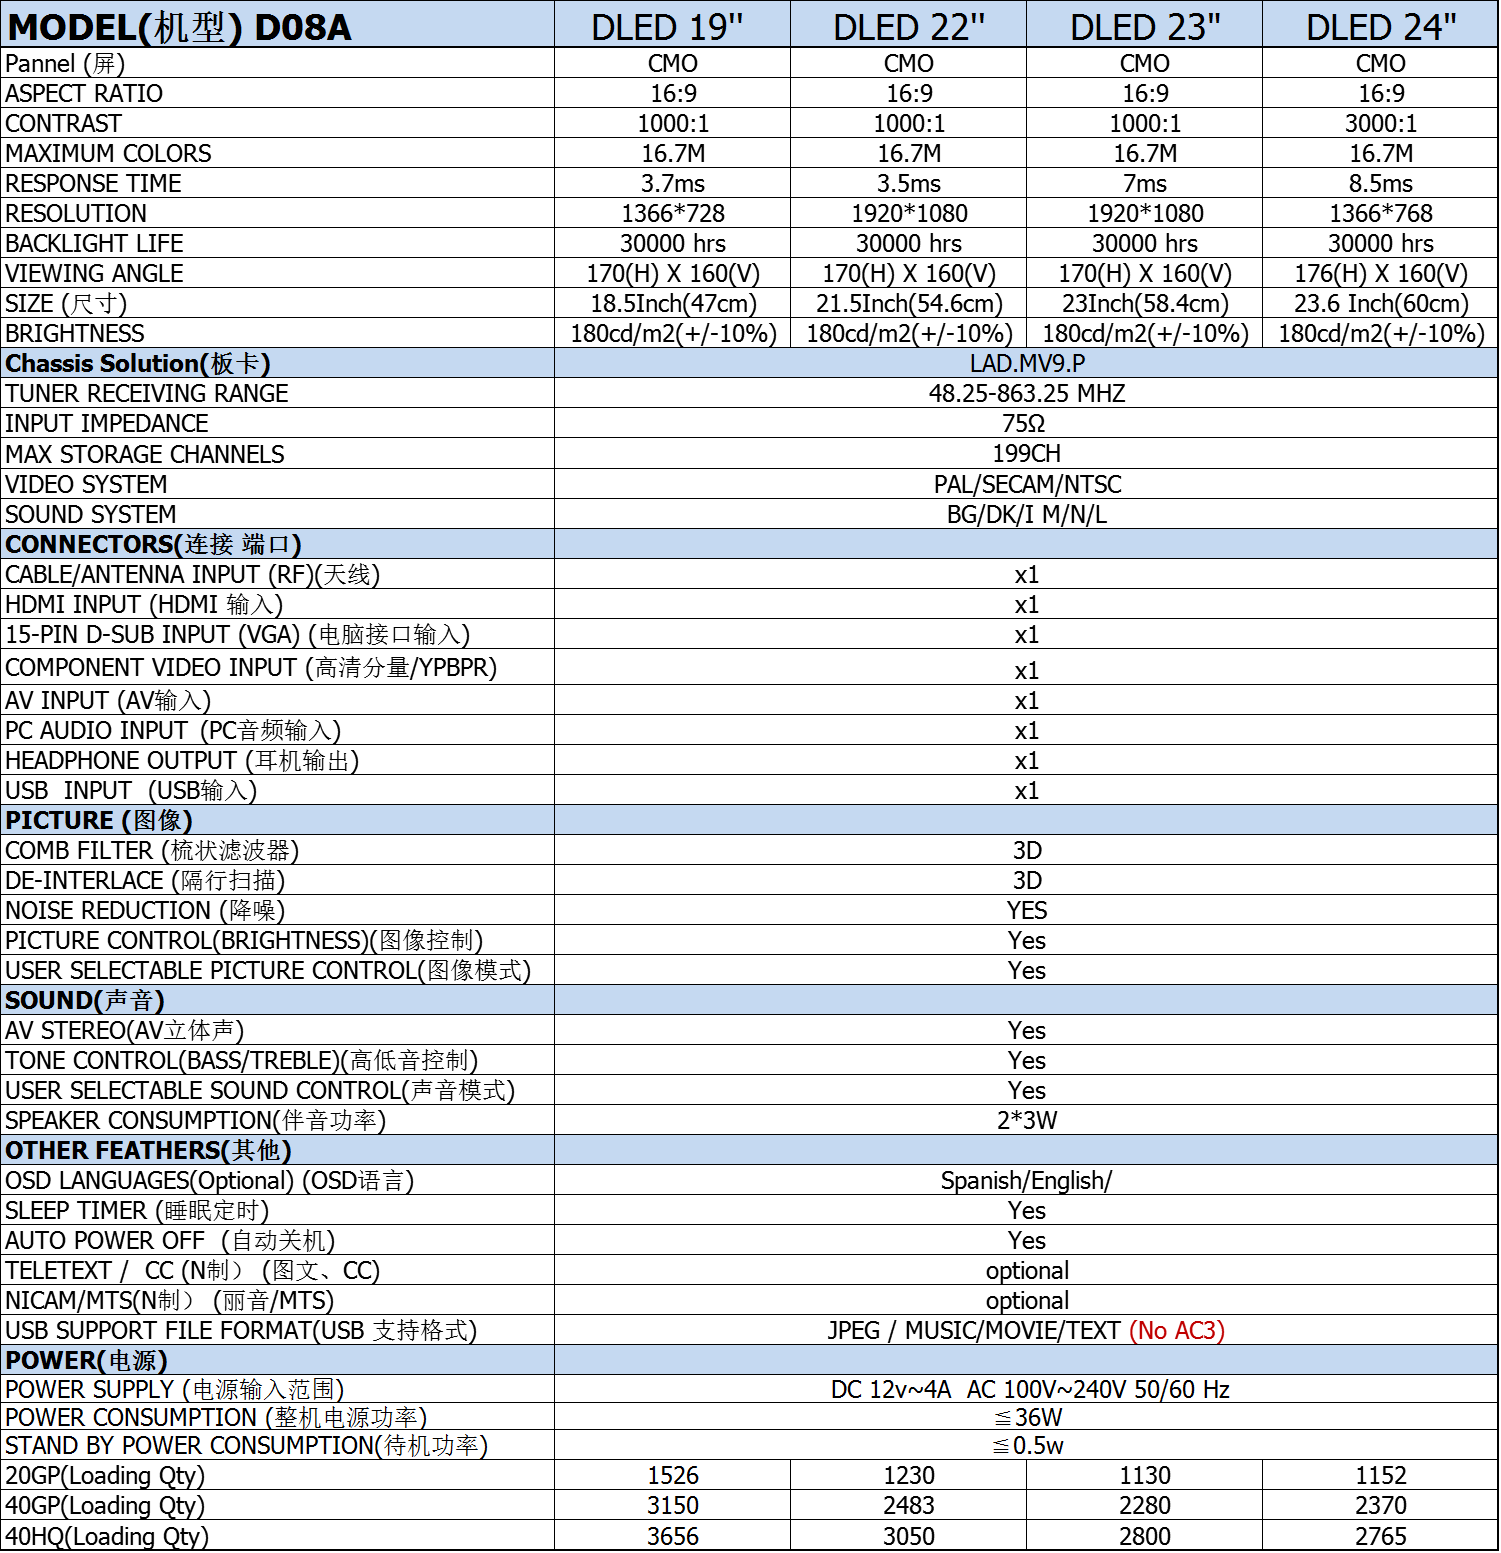 MODEL(机型) D08A DLED 19" DLED 22" DLED 23" DLED 24"
Pannel (屏) CMO CMO CMO CMO
ASPECT RATIO 16:9 16:9 16:9 16:9
CONTRAST 1000:1 1000:1 1000:1 3000:1
MAXIMUM COLORS 16.7M 16.7M 16.7M 16.7M
RESPONSE TIME 3.7ms 3.5ms 7ms 8.5ms
RESOLUTION 1366*728 1920*1080 1920*1080 1366*768
BACKLIGHT LIFE 30000 hrs 30000 hrs 30000 hrs 30000 hrs
VIEWING ANGLE 170(H) X 160(V) 170(H) X 160(V) 170(H) X 160(V) 176(H) X 160(V)
SIZE (尺寸) 18.5Inch(47cm) 21.5Inch(54.6cm) 23Inch(58.4cm) 23.6 Inch(60cm)
BRIGHTNESS 180cd/m2(+/-10%) 180cd/m2(+/-10%) 180cd/m2(+/-10%) 180cd/m2(+/-10%)
Chassis Solution(板卡) LAD.MV9.P
TUNER RECEIVING RANGE 48.25-863.25 MHZ
INPUT IMPEDANCE 75Ω
MAX STORAGE CHANNELS 199CH
VIDEO SYSTEM PAL/SECAM/NTSC
SOUND SYSTEM BG/DK/I M/N/L
CONNECTORS(连接 端口)
CABLE/ANTENNA INPUT (RF)(天线) x1
HDMI INPUT (HDMI 输入) x1
15-PIN D-SUB INPUT (VGA) (电脑接口输入) x1
COMPONENT VIDEO INPUT (高清分量/YPBPR) x1
AV INPUT (AV输入) x1
PC AUDIO INPUT (PC音频输入) x1
HEADPHONE OUTPUT (耳机输出) x1
USB INPUT (USB输入) x1
PICTURE (图像)
COMB FILTER (梳状滤波器) 3D
DE-INTERLACE (隔行扫描) 3D
NOISE REDUCTION (降噪) YES
PICTURE CONTROL(BRIGHTNESS)(图像控制) Yes
USER SELECTABLE PICTURE CONTROL(图像模式) Yes
SOUND(声音)
AV STEREO(AV立体声) Yes
TONE CONTROL(BASS/TREBLE)(高低音控制) Yes
USER SELECTABLE SOUND CONTROL(声音模式) Yes
SPEAKER CONSUMPTION(伴音功率) 2*3W
OTHER FEATHERS(其他)
OSD LANGUAGES(Optional) (OSD语言) Spanish/English/
SLEEP TIMER (睡眠定时) Yes
AUTO POWER OFF (自动关机) Yes
TELETEXT / CC (N制） (图文、CC) optional
NICAM/MTS(N制） (丽音/MTS) optional
USB SUPPORT FILE FORMAT(USB 支持格式) JPEG / MUSIC/MOVIE/TEXT (No AC3)
POWER(电源)
POWER SUPPLY (电源输入范围) DC 12v~4A AC 100V~240V 50/60 Hz
POWER CONSUMPTION (整机电源功率) ≦36W
STAND BY POWER CONSUMPTION(待机功率) ≦0.5w
20GP(Loading Qty) 1526 1230 1130 1152
40GP(Loading Qty) 3150 2483 2280 2370
40HQ(Loading Qty) 3656 3050 2800 2765